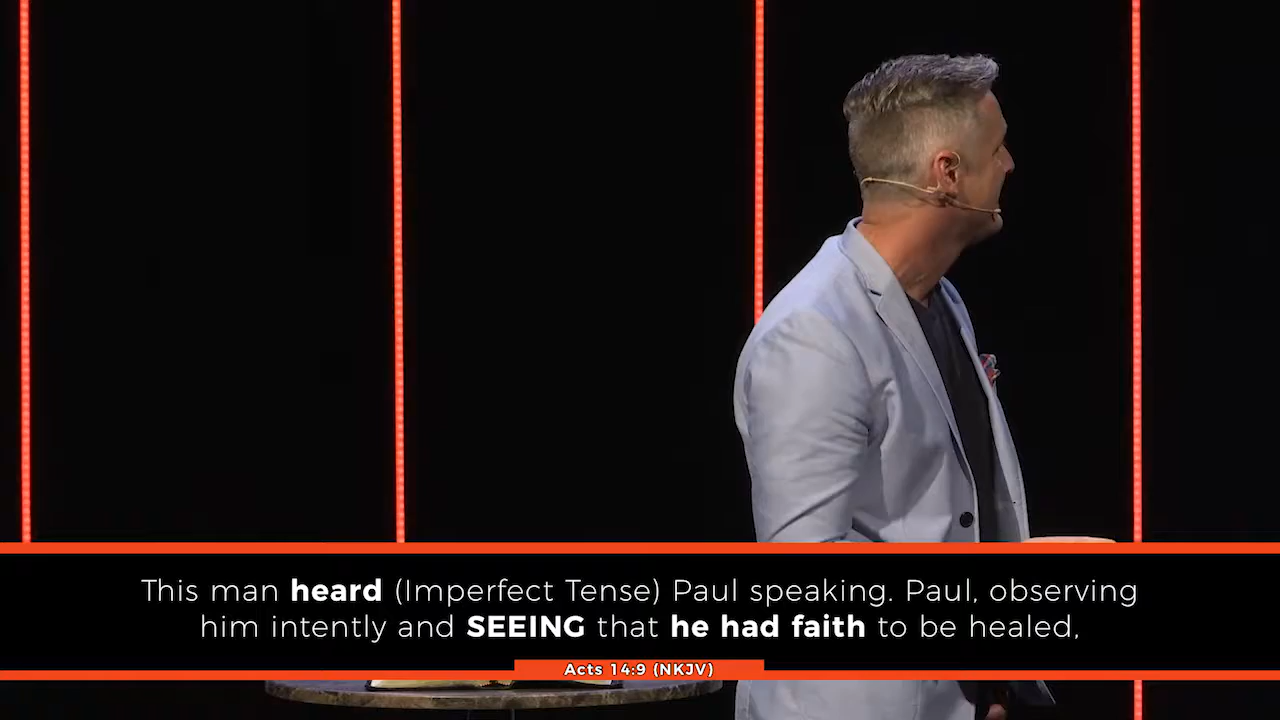 This man heard (Imperfect Tense) Paul speaking. Paul, observing
him intently and SEEING that he had faith to be healed,
Acts 14:9 (NKJV)